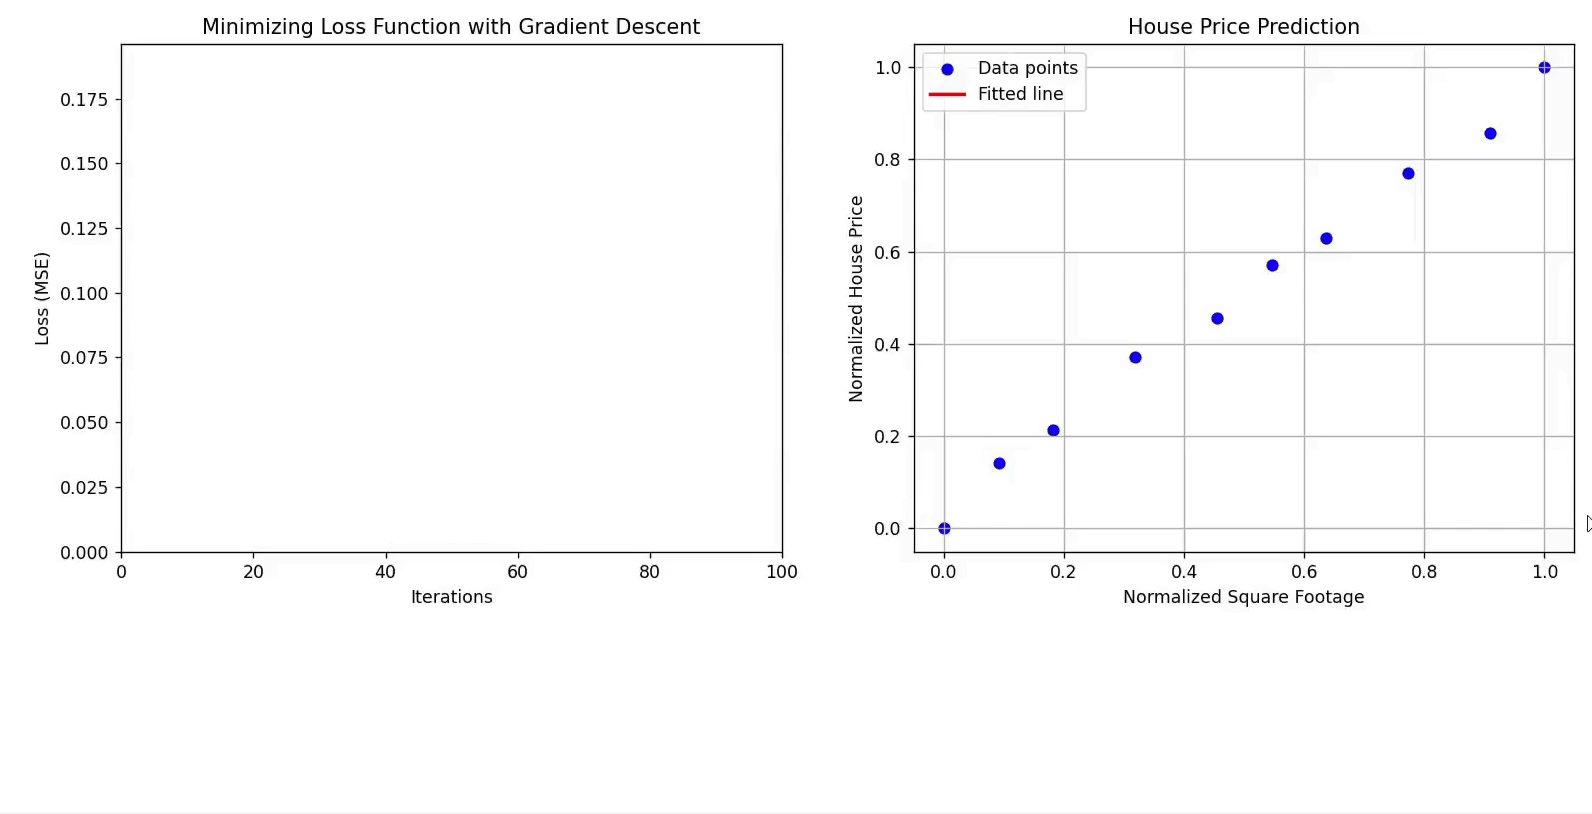 Minimizing Loss Function with Gradient Descent
Loss (MSE)
0.175
0.150
0.125
0.100
0.075
0.050
0.025
0.000
0 20 40 60 80 100
Iterations
House Price Prediction
Data points
Fitted line
Normalized House Price
1.0
0.8
0.6
0.4
0.2
0.0
0.0 0.2 0.4 0.6 0.8 1.0
Normalized Square Footage